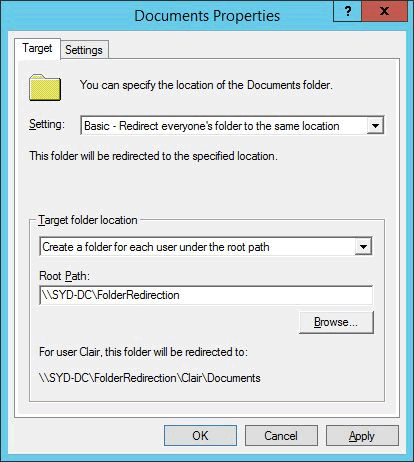 Documents Properties
?
x
Target
Settings
You can specify the location of the Documents folder.
Setting:
Basic - Redirect everyone's folder to the same location
This folder will be redirected to the specified location.
Target folder location
Create a folder for each user under the root path
Root Path:
\\SYD-DC\FolderRedirection
Browse...
For user Clair, this folder will be redirected to:
\\SYD-DC\FolderRedirection\Clair\Documents
OK
Cancel
Apply